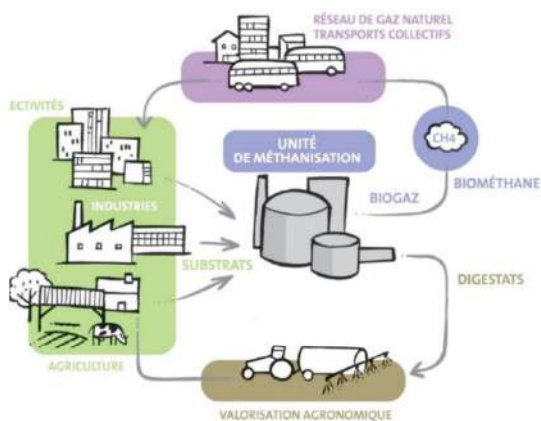 RÉSEAU DE GAZ NATUREL
TRANSPORTS COLLECTIFS
ECTIVITÉS
UNITÉ
DE MÉTHANISATION
CH4
BIOGAZ
BIOMÉTHANE
INDUSTRIES
SUBSTRATS
DIGESTATS
AGRICULTURE
VALORISATION AGRONOMIQUE